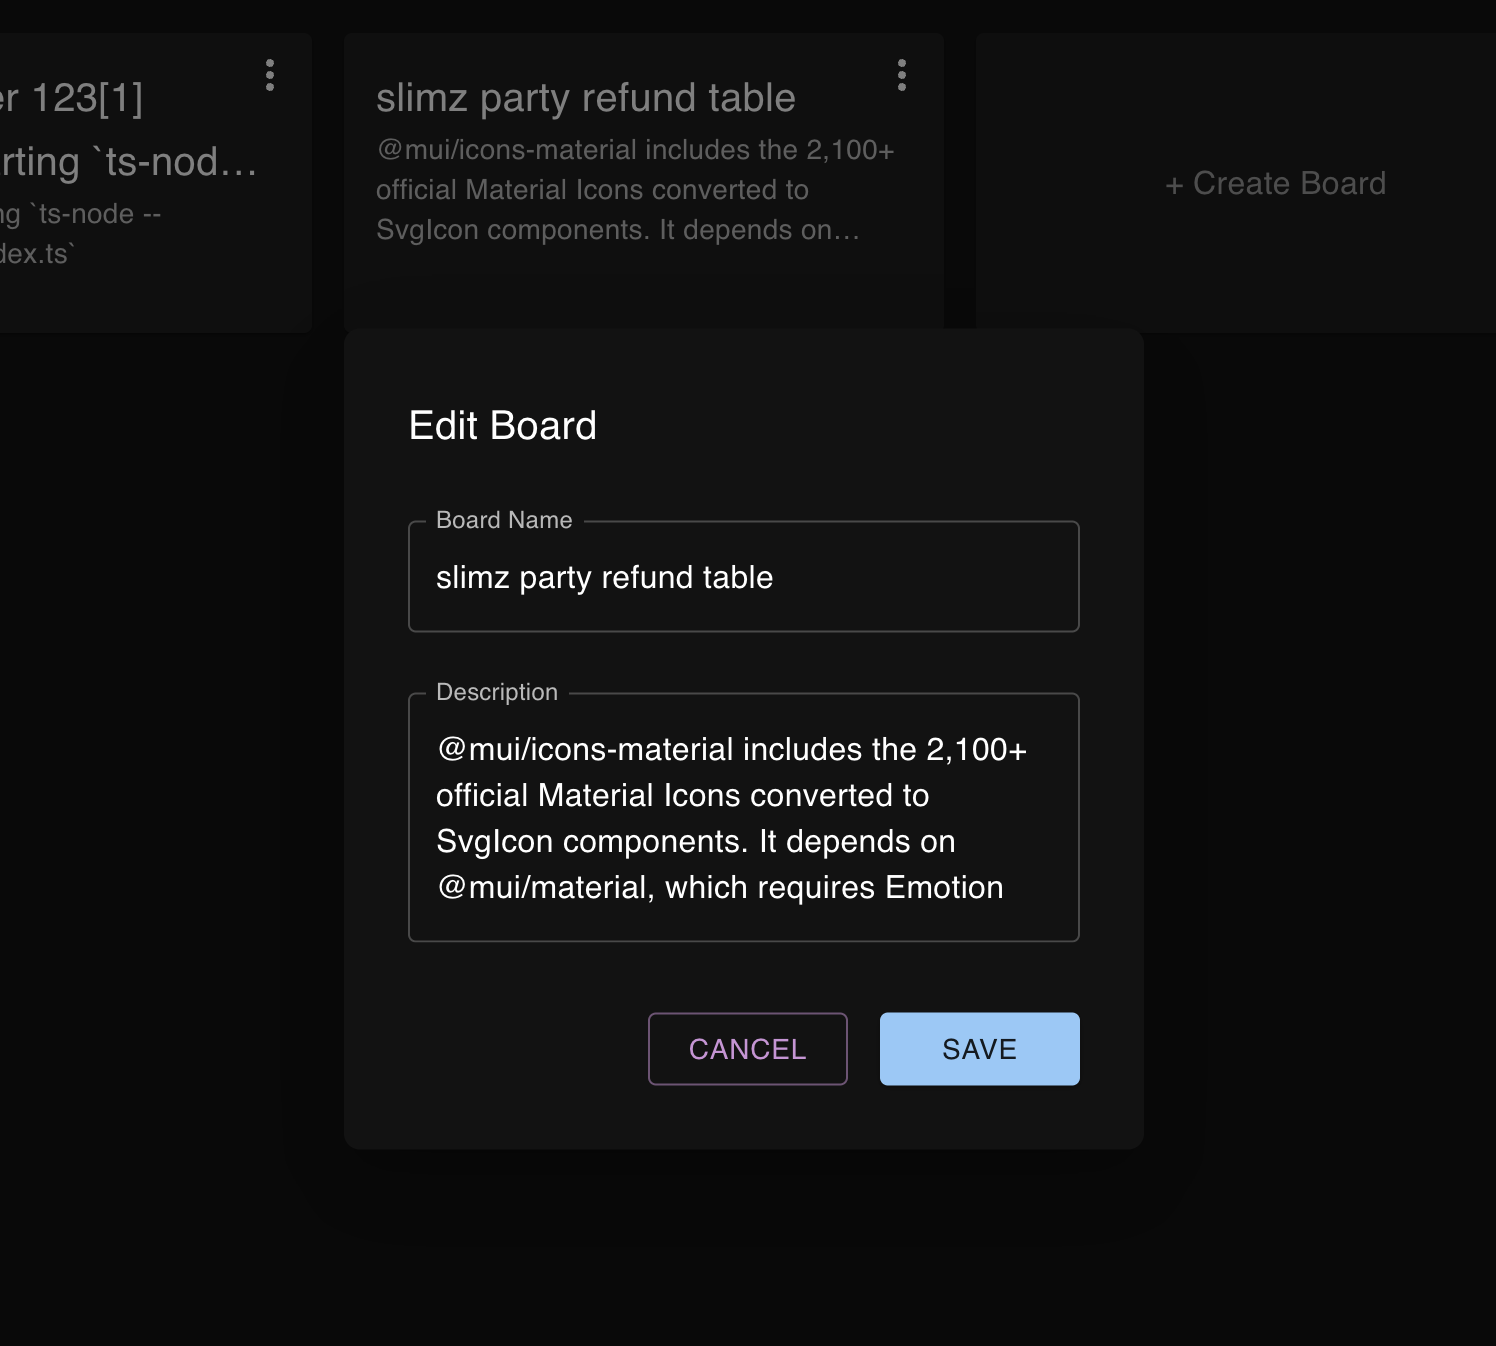 er 123[1]
rting `ts-nod...
ng `ts-node --
dex.ts`
slimz party refund table
@mui/icons-material includes the 2,100+
official Material Icons converted to
SvgIcon components. It depends on...
+ Create Board
Edit Board
Board Name
slimz party refund table
Description
@mui/icons-material includes the 2,100+
official Material Icons converted to
SvgIcon components. It depends on
@mui/material, which requires Emotion
CANCEL
SAVE